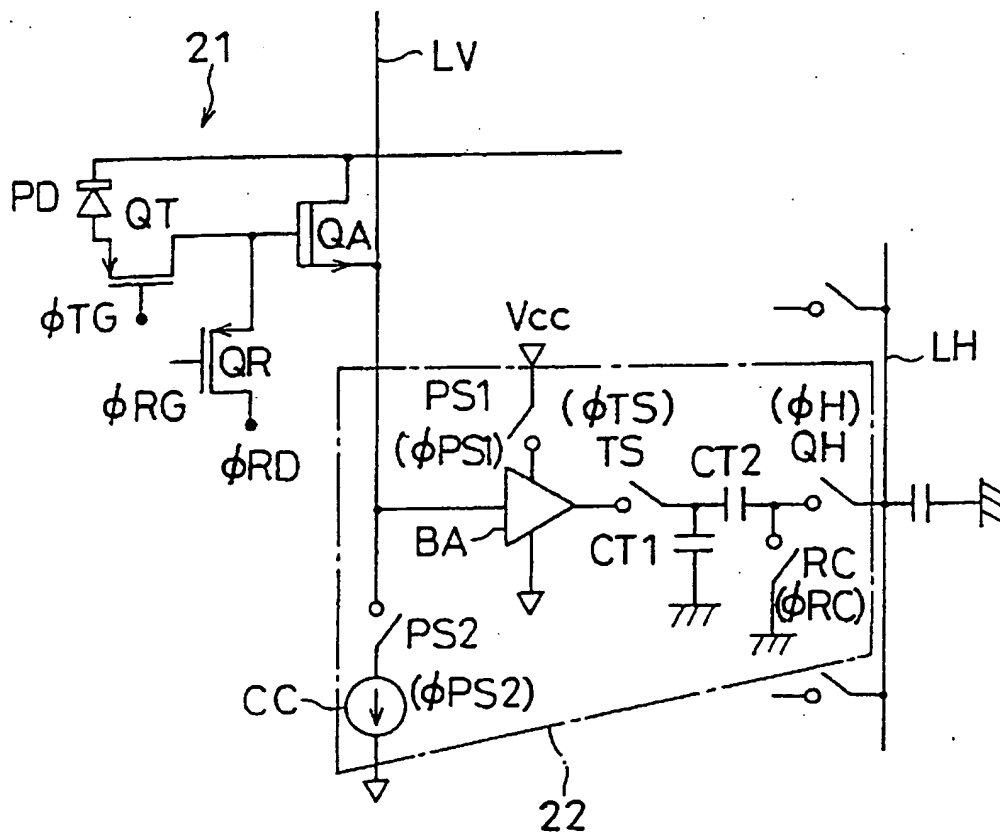 21
LV
PD
QT
QA
ϕTG
QR
ϕRG
ϕRD
Vcc
LH
PS1
(ϕPS1)
(ϕTS)
TS
(ϕH)
QH
CT2
BA
CT1
RC
(ϕRC)
PS2
(ϕPS2)
CC
22